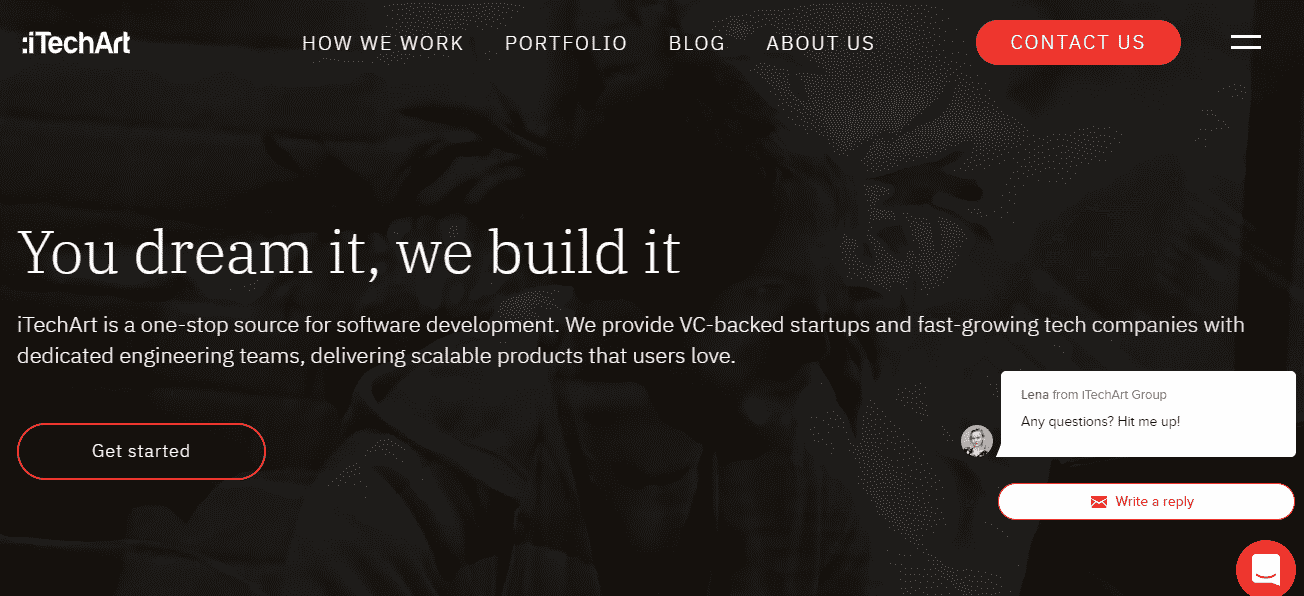 :iTechArt
HOW WE WORK
PORTFOLIO
BLOG
ABOUT US
CONTACT US
You dream it, we build it
iTechArt is a one-stop source for software development. We provide VC-backed startups and fast-growing tech companies with
dedicated engineering teams, delivering scalable products that users love.
Get started
Lena from iTechArt Group
Any questions? Hit me up!
Write a reply